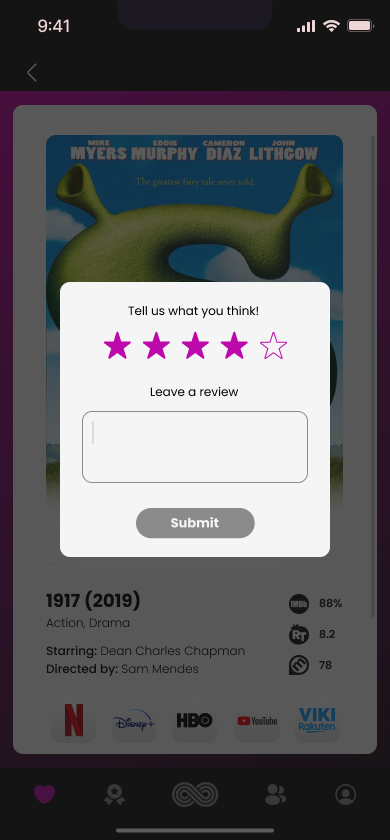 9:41
MIKE EDDIE CAMERON JOHN
MYERS MURPHY DIAZ LITHGOW
The greatest fairy tale never told.
Tell us what you think!
Leave a review
Submit
1917 (2019)
Action, Drama
Starring: Dean Charles Chapman
Directed by: Sam Mendes
IMDb 88%
RT 8.2
78
N
Disney+
HBO
YouTube
VIKI
Rakuten